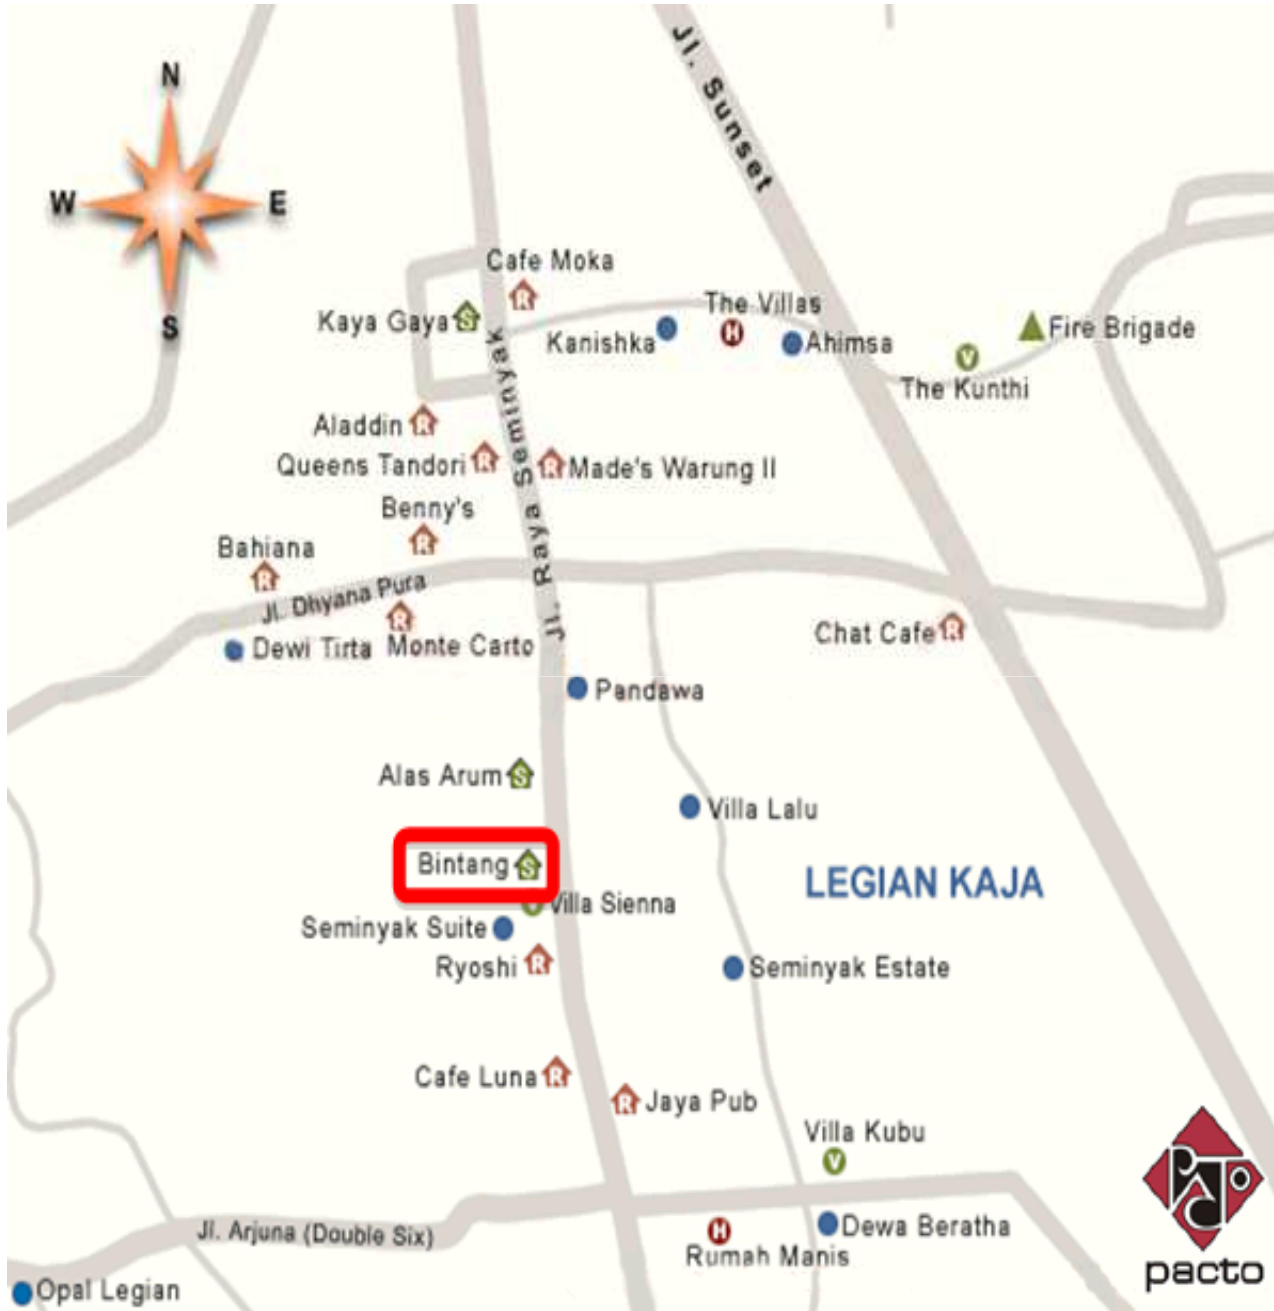 N
W
E
S
Jl. Sunset
Cafe Moka
The Villas
Kaya Gaya
S
R
Kanishka
H
Ahimsa
Fire Brigade
V
The Kunthi
Jl. Raya Seminyak
Aladdin
R
Queens Tandori
R
R
Made's Warung II
Benny's
R
Bahiana
R
Jl. Dhyana Pura
R
Chat Cafe
R
Dewi Tirta
Monte Carto
Pandawa
Alas Arum
S
Villa Lalu
Bintang
S
LEGIAN KAJA
Villa Sienna
Seminyak Suite
Ryoshi
R
Seminyak Estate
Cafe Luna
R
R
Jaya Pub
Villa Kubu
V
Jl. Arjuna (Double Six)
H
Dewa Beratha
Rumah Manis
Opal Legian
PACTO
pacto